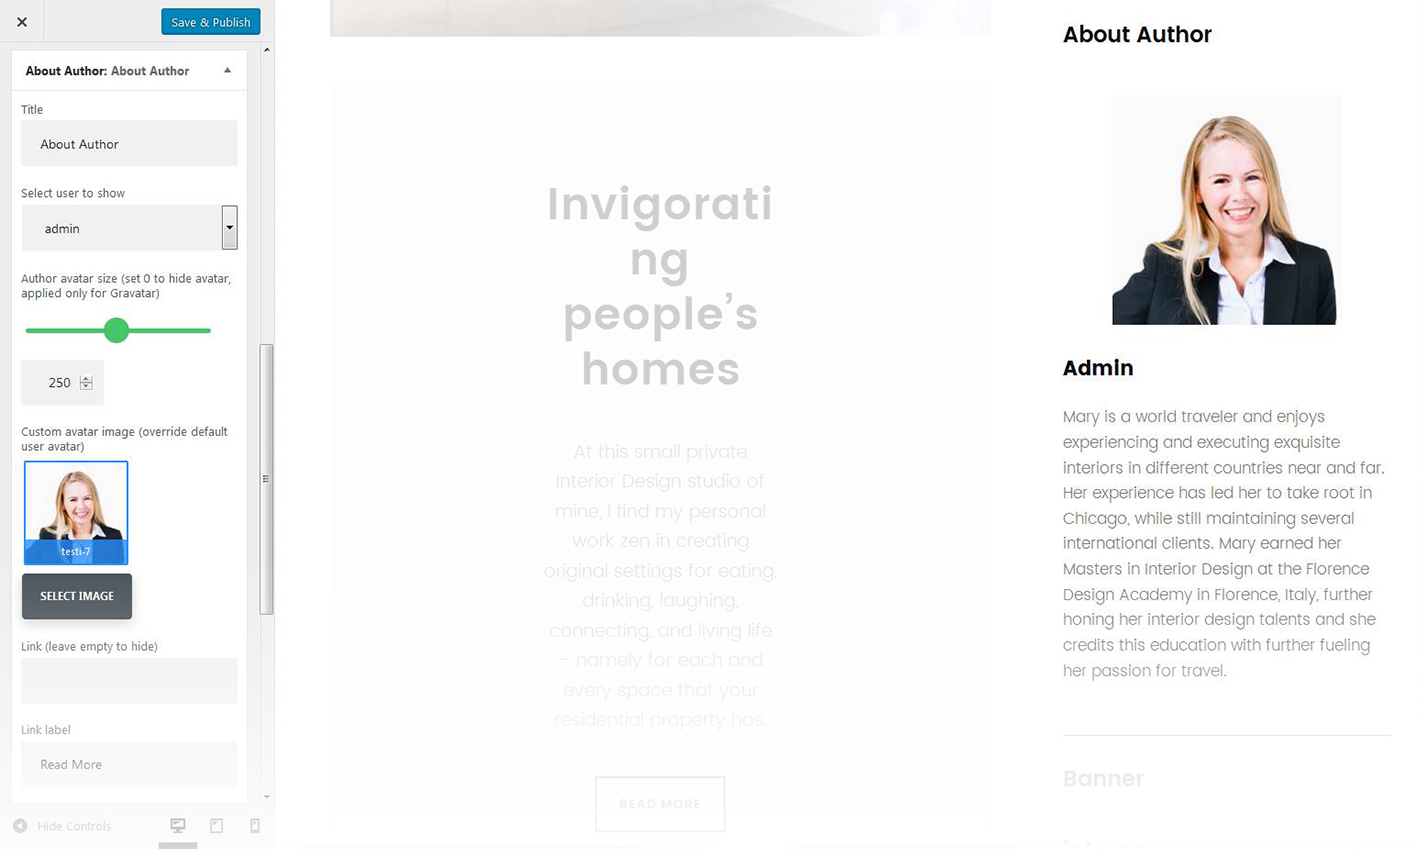 Save & Publish
About Author: About Author
Title
About Author
Select user to show
admin
Author avatar size (set 0 to hide avatar,
applied only for Gravatar)
250
Custom avatar image (override default
user avatar)
testi-7
SELECT IMAGE
Link (leave empty to hide)
Link label
Read More
Hide Controls
Invigorati
ng
people’s
homes
At this small private
Interior Design studio of
mine, I find my personal
work zen in creating
original settings for eating,
drinking, laughing,
connecting, and living life
– namely for each and
every space that your
residential property has.
READ MORE
About Author
Admin
Mary is a world traveler and enjoys
experiencing and executing exquisite
interiors in different countries near and far.
Her experience has led her to take root in
Chicago, while still maintaining several
international clients. Mary earned her
Masters in Interior Design at the Florence
Design Academy in Florence, Italy, further
honing her interior design talents and she
credits this education with further fueling
her passion for travel.
Banner